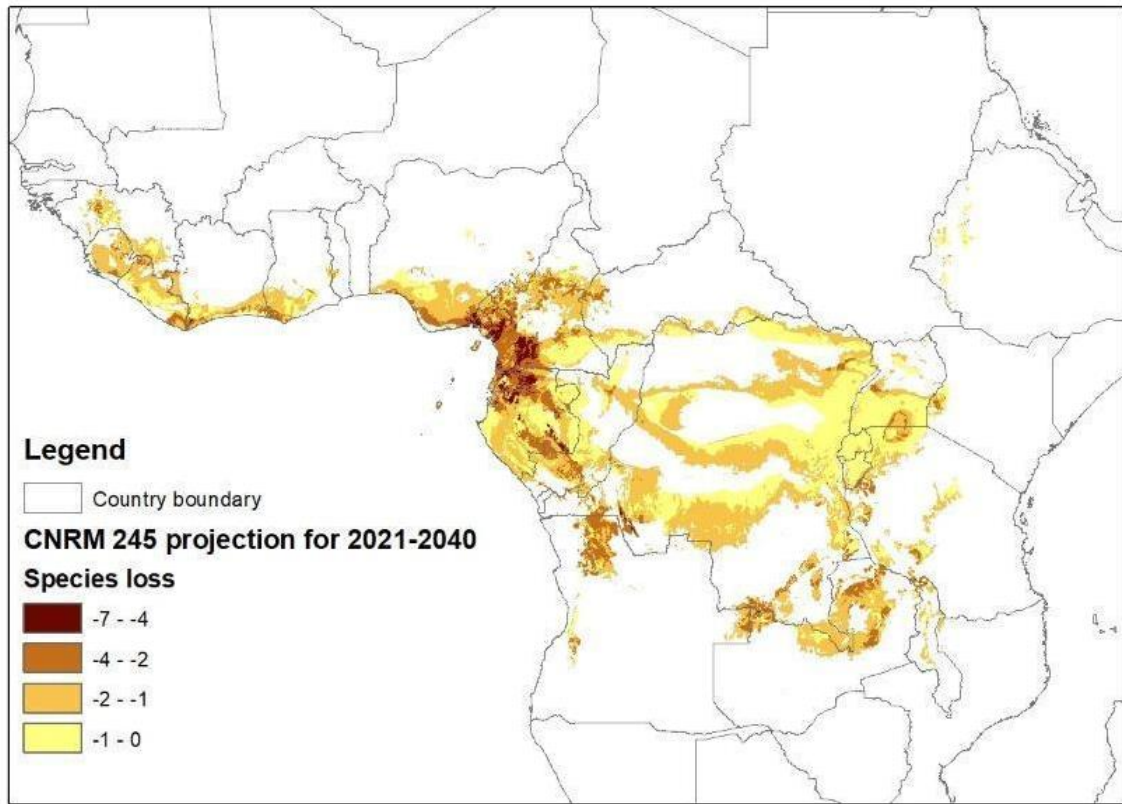 Legend
Country boundary
CNRM 245 projection for 2021-2040
Species loss
-7 - -4
-4 - -2
-2 - -1
-1 - 0